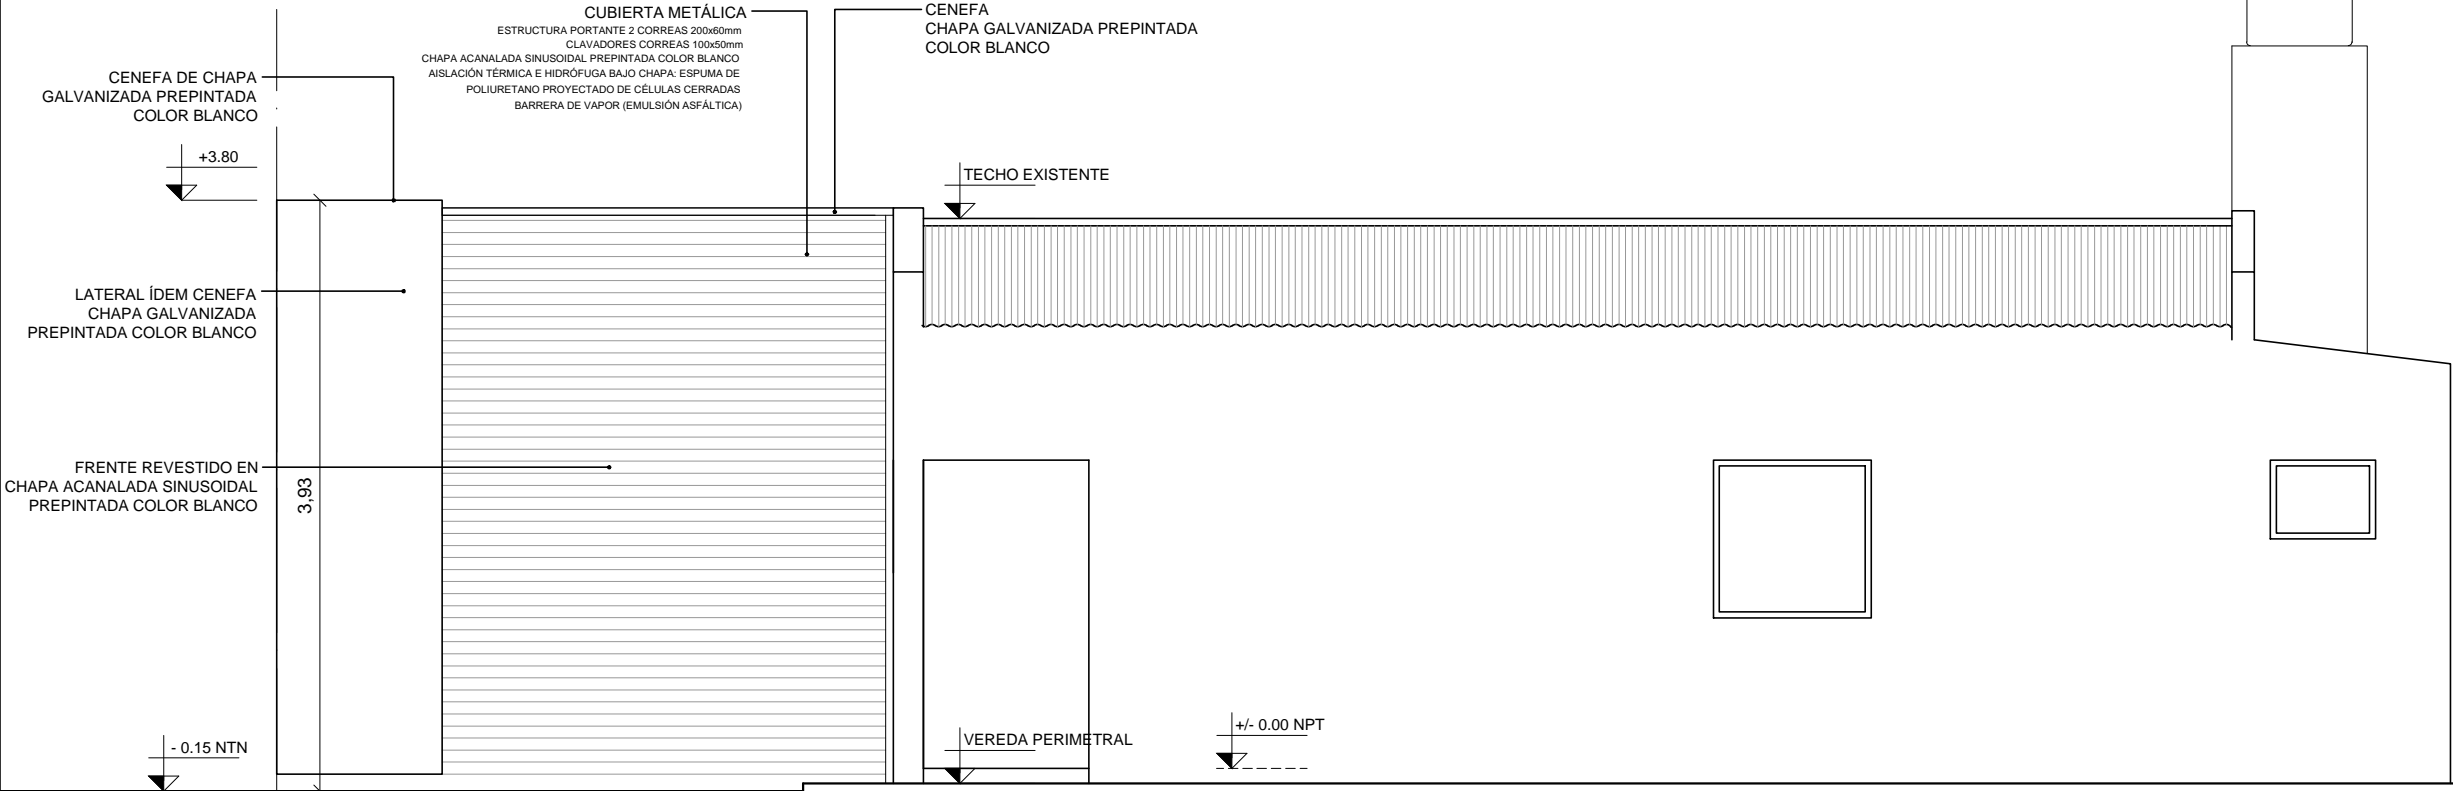 CUBIERTA METÁLICA
ESTRUCTURA PORTANTE 2 CORREAS 200x60mm
CLAVADORES CORREAS 100x50mm
CHAPA ACANALADA SINUSOIDAL PREPINTADA COLOR BLANCO
AISLACIÓN TÉRMICA E HIDRÓFUGA BAJO CHAPA: ESPUMA DE
POLIURETANO PROYECTADO DE CÉLULAS CERRADAS
BARRERA DE VAPOR (EMULSIÓN ASFÁLTICA)
CENEFA
CHAPA GALVANIZADA PREPINTADA
COLOR BLANCO
CENEFA DE CHAPA
GALVANIZADA PREPINTADA
COLOR BLANCO
+3.80
TECHO EXISTENTE
LATERAL ÍDEM CENEFA
CHAPA GALVANIZADA
PREPINTADA COLOR BLANCO
FRENTE REVESTIDO EN
CHAPA ACANALADA SINUSOIDAL
PREPINTADA COLOR BLANCO
3,93
- 0.15 NTN
VEREDA PERIMETRAL
+/- 0.00 NPT